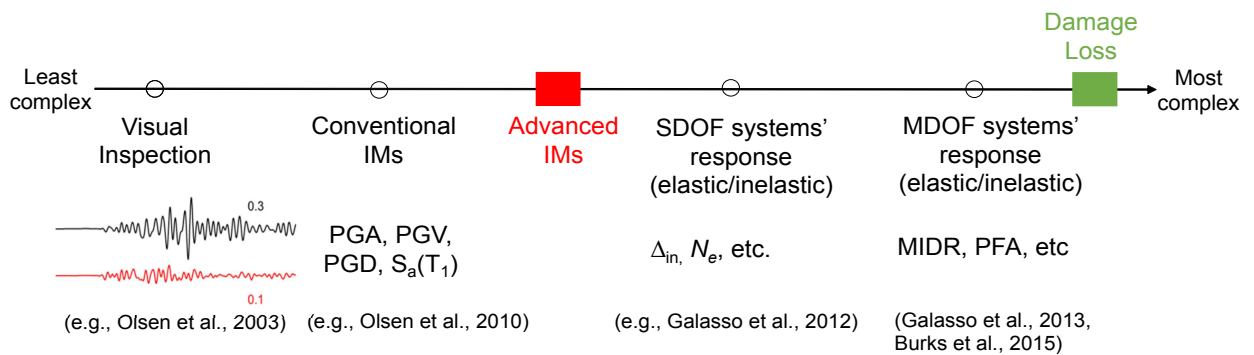 Damage
Loss
Least
complex
Most
complex
Visual
Inspection
Conventional
IMs
Advanced
IMs
SDOF systems’
response
(elastic/inelastic)
MDOF systems’
response
(elastic/inelastic)
0.3
0.1
PGA, PGV,
PGD, Sa(T1)
Δin, Ne, etc.
MIDR, PFA, etc
(e.g., Olsen et al., 2003)
(e.g., Olsen et al., 2010)
(e.g., Galasso et al., 2012)
(Galasso et al., 2013,
Burks et al., 2015)